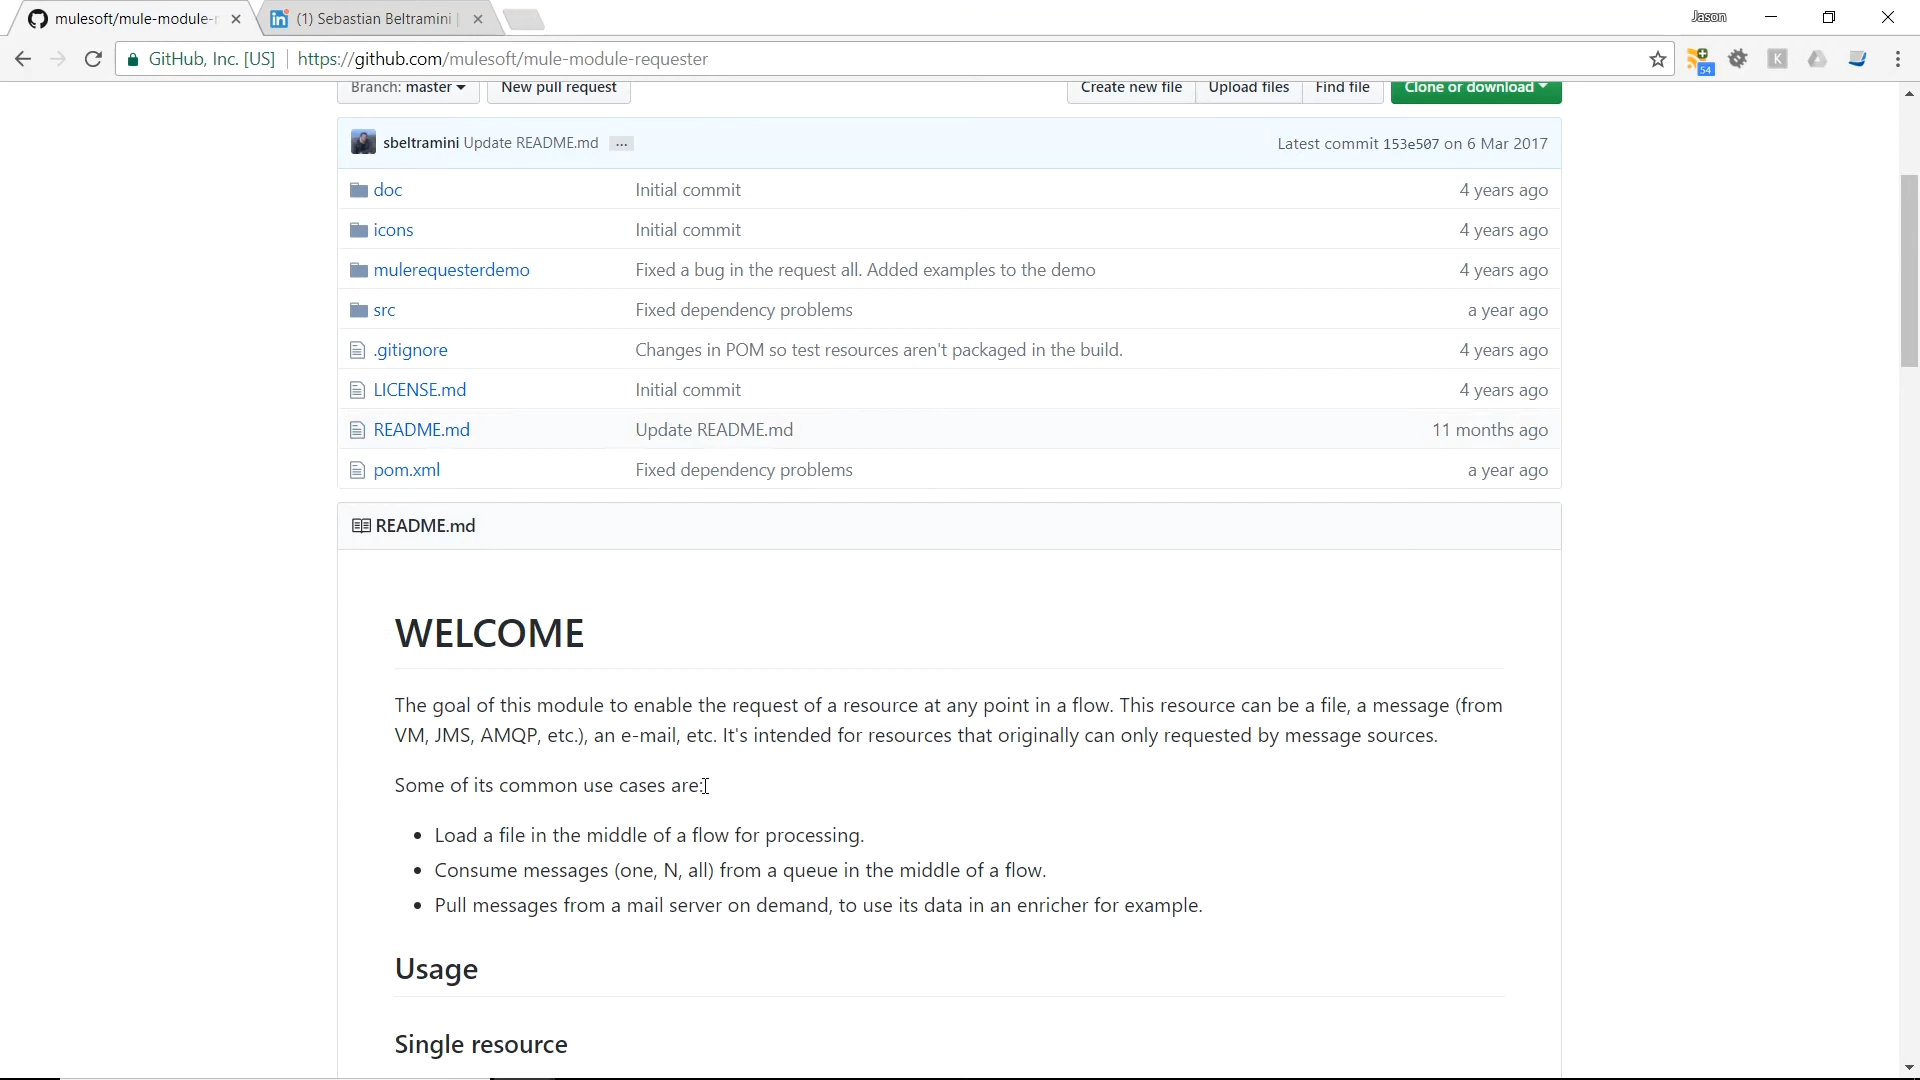 mulesoft/mule-module-
(1) Sebastian Beltramini |
Jason
GitHub, Inc. [US]
https://github.com/mulesoft/mule-module-requester
54
K
Branch: master
New pull request
Create new file
Upload files
Find file
Clone or download
sbeltramini Update README.md ...
Latest commit 153e507 on 6 Mar 2017
doc Initial commit 4 years ago
icons Initial commit 4 years ago
mulerequesterdemo Fixed a bug in the request all. Added examples to the demo 4 years ago
src Fixed dependency problems a year ago
.gitignore Changes in POM so test resources aren't packaged in the build. 4 years ago
LICENSE.md Initial commit 4 years ago
README.md Update README.md 11 months ago
pom.xml Fixed dependency problems a year ago
README.md
WELCOME
The goal of this module to enable the request of a resource at any point in a flow. This resource can be a file, a message (from
VM, JMS, AMQP, etc.), an e-mail, etc. It's intended for resources that originally can only requested by message sources.
Some of its common use cases are:
• Load a file in the middle of a flow for processing.
• Consume messages (one, N, all) from a queue in the middle of a flow.
• Pull messages from a mail server on demand, to use its data in an enricher for example.
Usage
Single resource